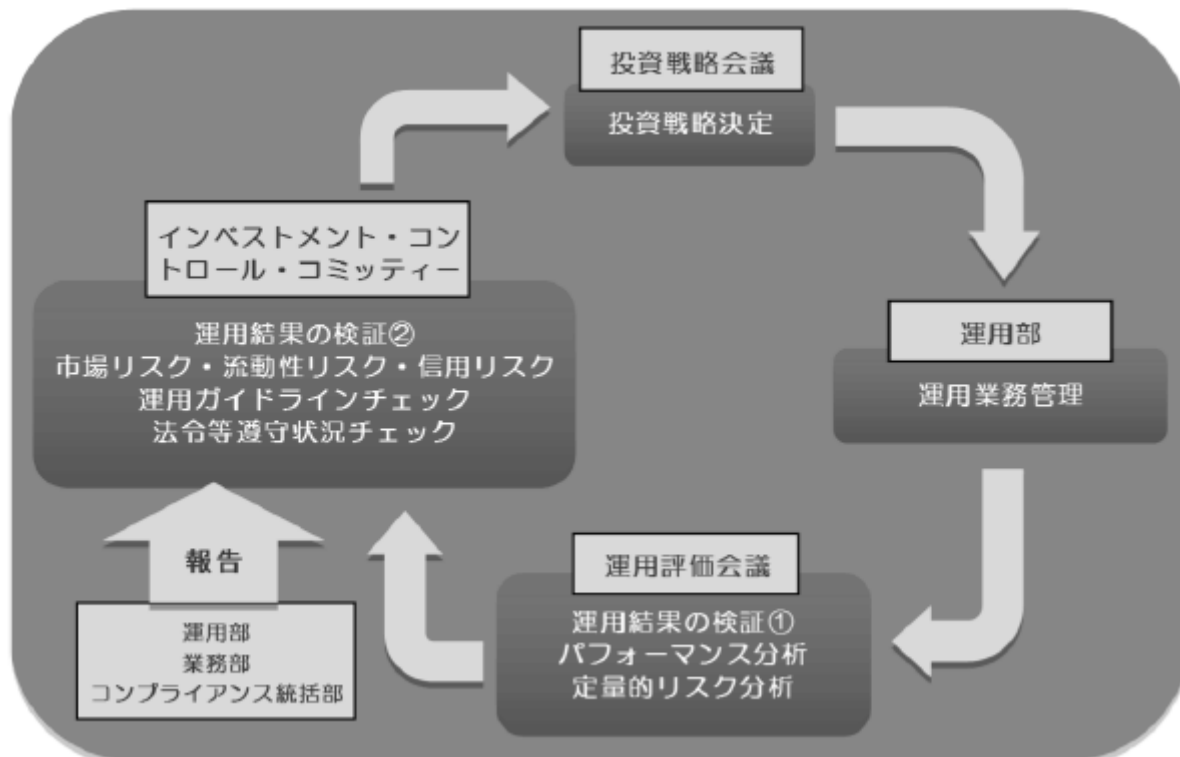 投資戦略会議
投資戦略決定
インベストメント・コン
トロール・コミッティー
運用結果の検証②
市場リスク・流動性リスク・信用リスク
運用ガイドラインチェック
法令等遵守状況チェック
運用部
運用業務管理
運用評価会議
運用結果の検証①
パフォーマンス分析
定量的リスク分析
報告
運用部
業務部
コンプライアンス統括部